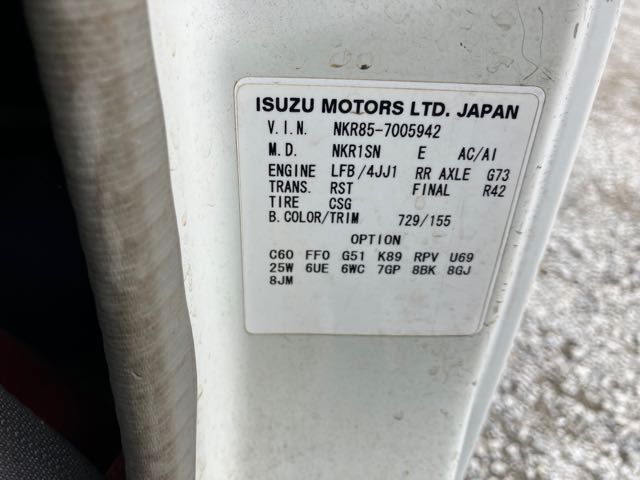 ISUZU MOTORS LTD. JAPAN
V.I.N. NKR85-7005942
M.D. NKR1SN E AC/AI
ENGINE LFB/4JJ1 RR AXLE G73
TRANS. RST FINAL R42
TIRE CSG
B.COLOR/TRIM 729/155
OPTION
C60 FF0 G51 K89 RPV U69
25W 6UE 6WC 7GP 8BK 8GJ
8JM